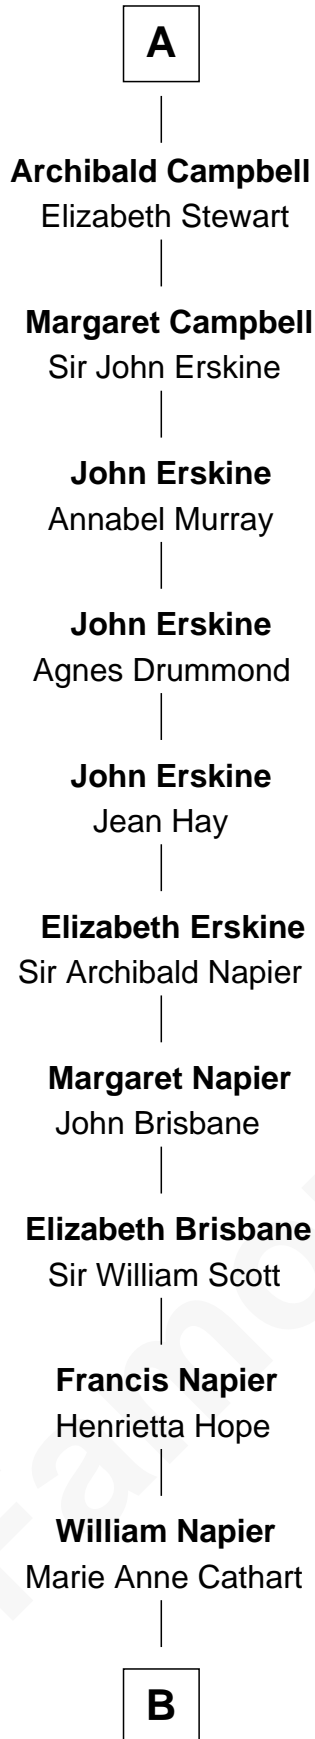 A
Archibald Campbell
Elizabeth Stewart
Margaret Campbell
Sir John Erskine
John Erskine
Annabel Murray
John Erskine
Agnes Drummond
John Erskine
Jean Hay
Elizabeth Erskine
Sir Archibald Napier
Margaret Napier
John Brisbane
Elizabeth Brisbane
Sir William Scott
Francis Napier
Henrietta Hope
William Napier
Marie Anne Cathart
B